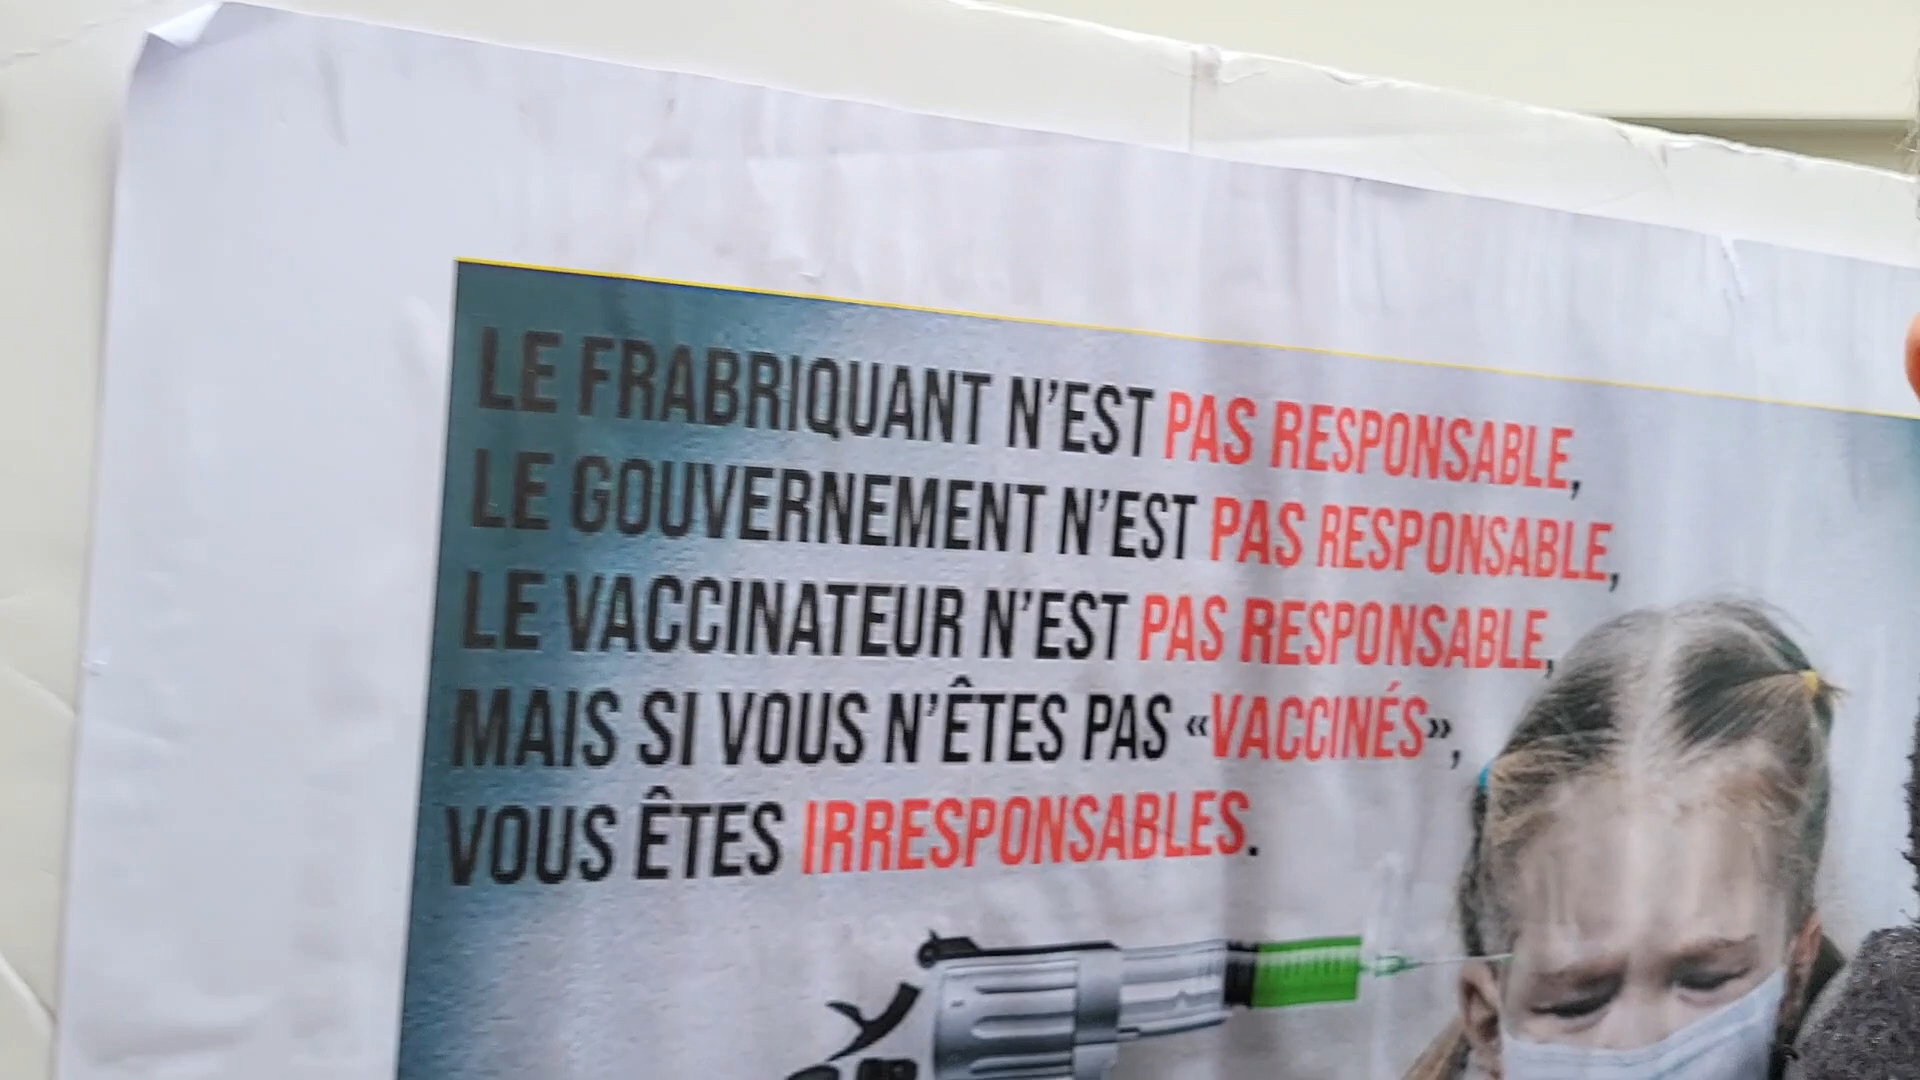 LE FRABRIQUANT N'EST PAS RESPONSABLE,
LE GOUVERNEMENT N'EST PAS RESPONSABLE,
LE VACCINATEUR N'EST PAS RESPONSABLE,
MAIS SI VOUS N'ÊTES PAS «VACCINÉS»,
VOUS ÊTES IRRESPONSABLES.